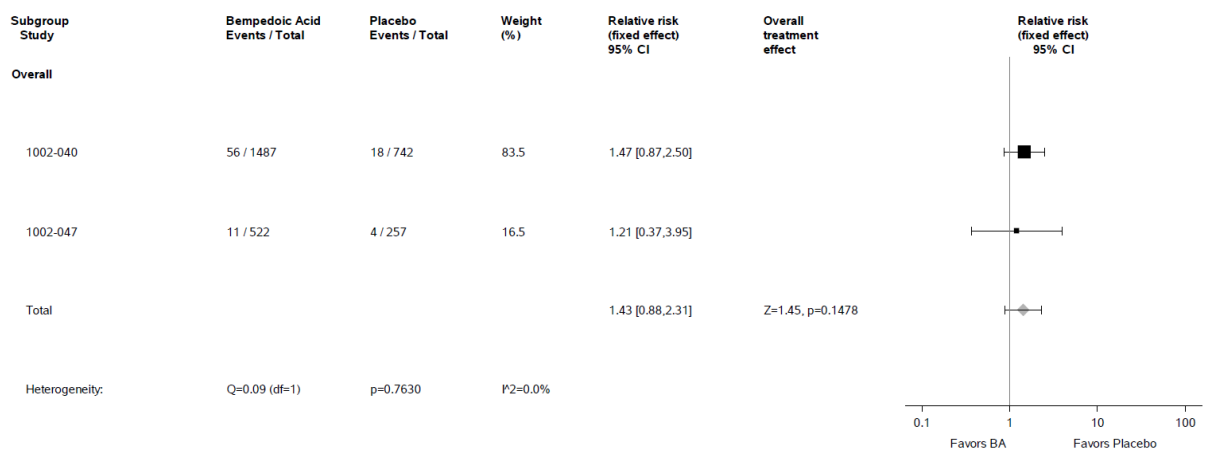 Subgroup Bempedoic Acid Placebo Weight Relative risk Overall Relative risk
Study Events / Total Events / Total (%) (fixed effect) treatment (fixed effect)
95% CI effect 95% CI
Overall
1002-040 56 / 1487 18 / 742 83.5 1.47 [0.87,2.50]
1002-047 11 / 522 4 / 257 16.5 1.21 [0.37,3.95]
Total 1.43 [0.88,2.31] Z=1.45, p=0.1478
Heterogeneity: Q=0.09 (df=1) p=0.7630 I^2=0.0%
0.1 1 10 100
Favors BA Favors Placebo